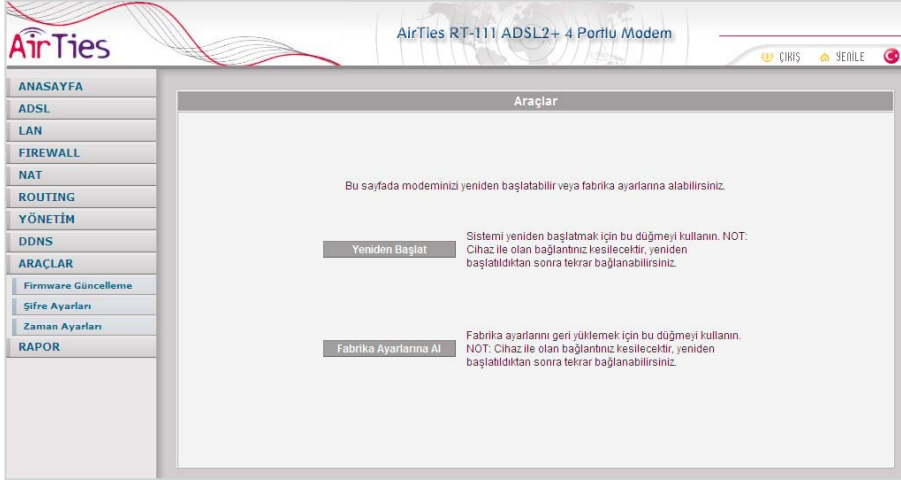 AirTies
AirTies RT-111 ADSL2+ 4 Portlu Modem
ÇIKIŞ
YENİLE
ANASAYFA
ADSL
LAN
FIREWALL
NAT
ROUTING
YÖNETİM
DDNS
ARAÇLAR
Firmware Güncelleme
Şifre Ayarları
Zaman Ayarları
RAPOR
Araçlar
Bu sayfada modeminizi yeniden başlatabilir veya fabrika ayarlarına alabilirsiniz.
Yeniden Başlat
Sistemi yeniden başlatmak için bu düğmeyi kullanın. NOT:
Cihaz ile olan bağlantınız kesilecektir, yeniden
başlatıldıktan sonra tekrar bağlanabilirsiniz.
Fabrika Ayarlarına Al
Fabrika ayarlarını geri yüklemek için bu düğmeyi kullanın.
NOT: Cihaz ile olan bağlantınız kesilecektir, yeniden
başlatıldıktan sonra tekrar bağlanabilirsiniz.